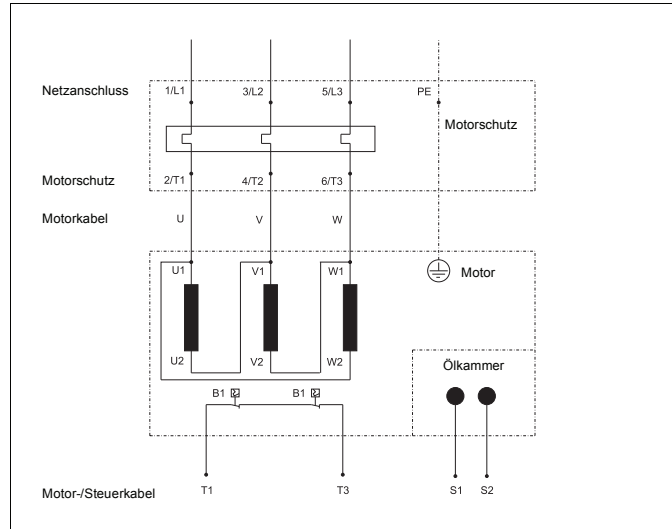 Netzanschluss 1/L1 3/L2 5/L3 PE
Motorschutz
Motorschutz 2/T1 4/T2 6/T3
Motorkabel U V W
U1 V1 W1 Motor
U2 V2 W2
Ölkammer
B1 B1
Motor-/Steuerkabel T1 T3 S1 S2